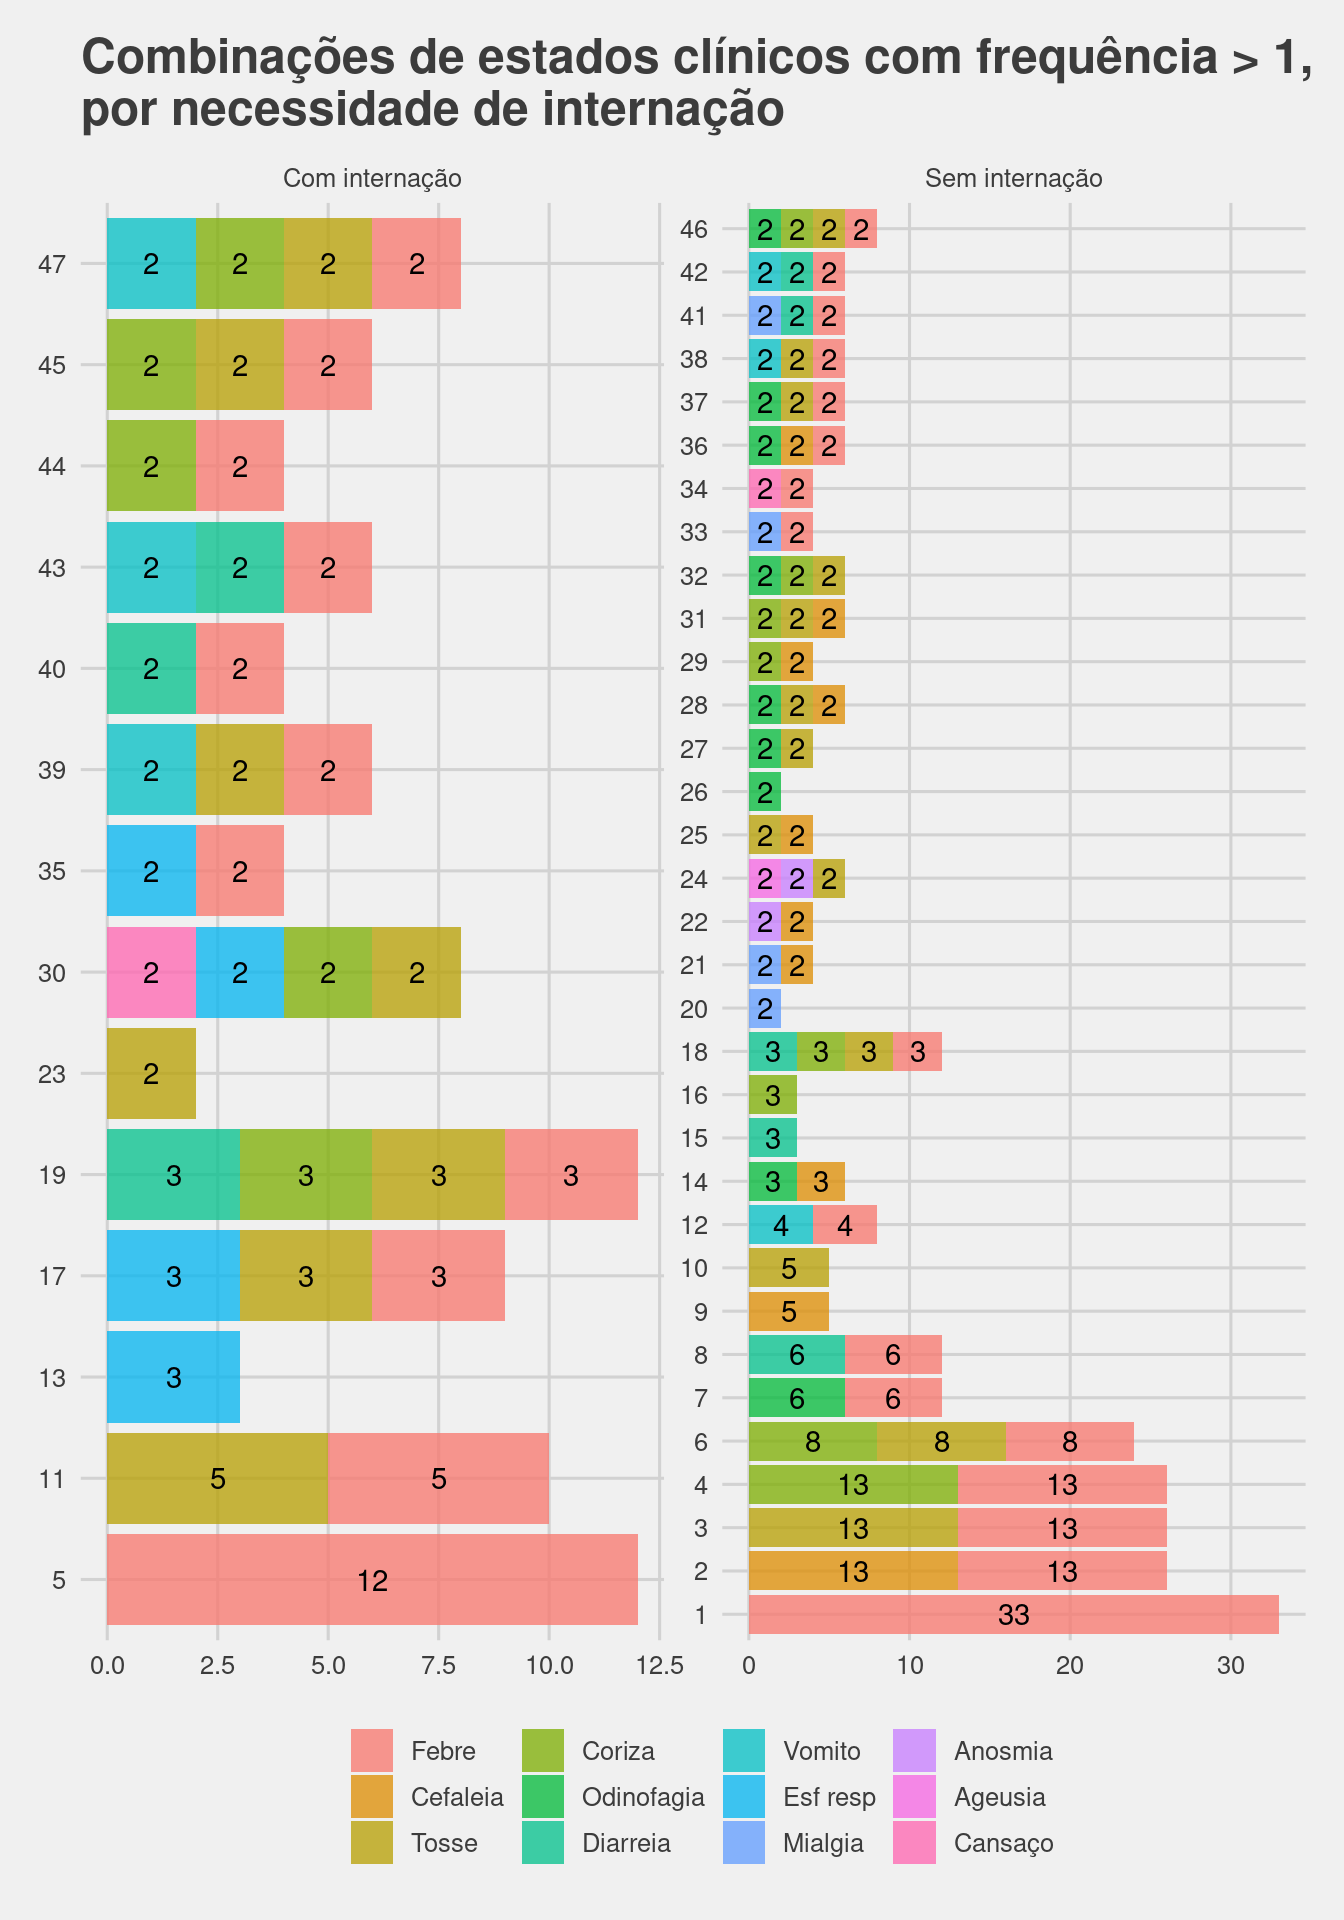 Combinações de estados clínicos com frequência > 1,
por necessidade de internação
Com internação
47 2 2 2 2
45 2 2 2
44 2 2
43 2 2 2
40 2 2
39 2 2 2
35 2 2
30 2 2 2 2
23 2
19 3 3 3 3
17 3 3 3
13 3
11 5 5
5 12
0.0 2.5 5.0 7.5 10.0 12.5
Sem internação
46 2 2 2 2
42 2 2 2
41 2 2 2
38 2 2 2
37 2 2 2
36 2 2 2
34 2 2
33 2 2
32 2 2 2
31 2 2 2
29 2 2
28 2 2 2
27 2 2
26 2
25 2 2
24 2 2 2
22 2 2
21 2 2
20 2
18 3 3 3 3
16 3
15 3
14 3 3
12 4 4
10 5
9 5
8 6 6
7 6 6
6 8 8 8
4 13 13
3 13 13
2 13 13
1 33
0 10 20 30
Febre Coriza Vomito Anosmia
Cefaleia Odinofagia Esf resp Ageusia
Tosse Diarreia Mialgia Cansaço